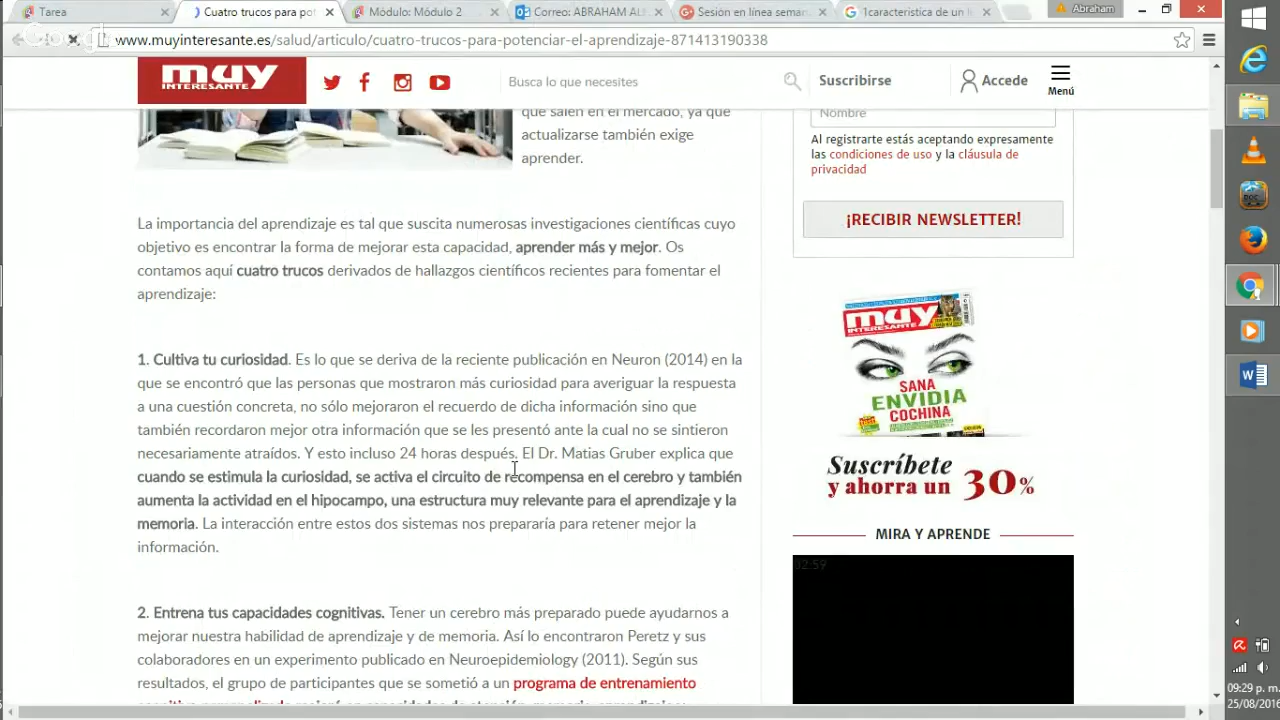 Tarea
Cuatro trucos para pot
Módulo: Módulo 2
Correo: ABRAHAM AL
Sesión en línea seman
1caracteristica de un l
Abraham
www.muyinteresante.es/salud/articulo/cuatro-trucos-para-potenciar-el-aprendizaje-871413190338
muy
INTERESANTE
Busca lo que necesites
Suscribirse
Accede
Menú
que salen en el mercado, ya que
actualizarse también exige
aprender.
La importancia del aprendizaje es tal que suscita numerosas investigaciones científicas cuyo
objetivo es encontrar la forma de mejorar esta capacidad, aprender más y mejor. Os
contamos aquí cuatro trucos derivados de hallazgos científicos recientes para fomentar el
aprendizaje:
1. Cultiva tu curiosidad. Es lo que se deriva de la reciente publicación en Neuron (2014) en la
que se encontró que las personas que mostraron más curiosidad para averiguar la respuesta
a una cuestión concreta, no sólo mejoraron el recuerdo de dicha información sino que
también recordaron mejor otra información que se les presentó ante la cual no se sintieron
necesariamente atraídos. Y esto incluso 24 horas después. El Dr. Matias Gruber explica que
cuando se estimula la curiosidad, se activa el circuito de recompensa en el cerebro y también
aumenta la actividad en el hipocampo, una estructura muy relevante para el aprendizaje y la
memoria. La interacción entre estos dos sistemas nos prepararía para retener mejor la
información.
2. Entrena tus capacidades cognitivas. Tener un cerebro más preparado puede ayudarnos a
mejorar nuestra habilidad de aprendizaje y de memoria. Así lo encontraron Peretz y sus
colaboradores en un experimento publicado en Neuroepidemiology (2011). Según sus
resultados, el grupo de participantes que se sometió a un programa de entrenamiento
Nombre
Al registrarte estás aceptando expresamente
las condiciones de uso y la cláusula de
privacidad
¡RECIBIR NEWSLETTER!
muy
INTERESANTE
SANA
ENVIDIA
COCHINA
Suscríbete
y ahorra un 30%
MIRA Y APRENDE
02:59
09:29 p. m.
25/08/2016